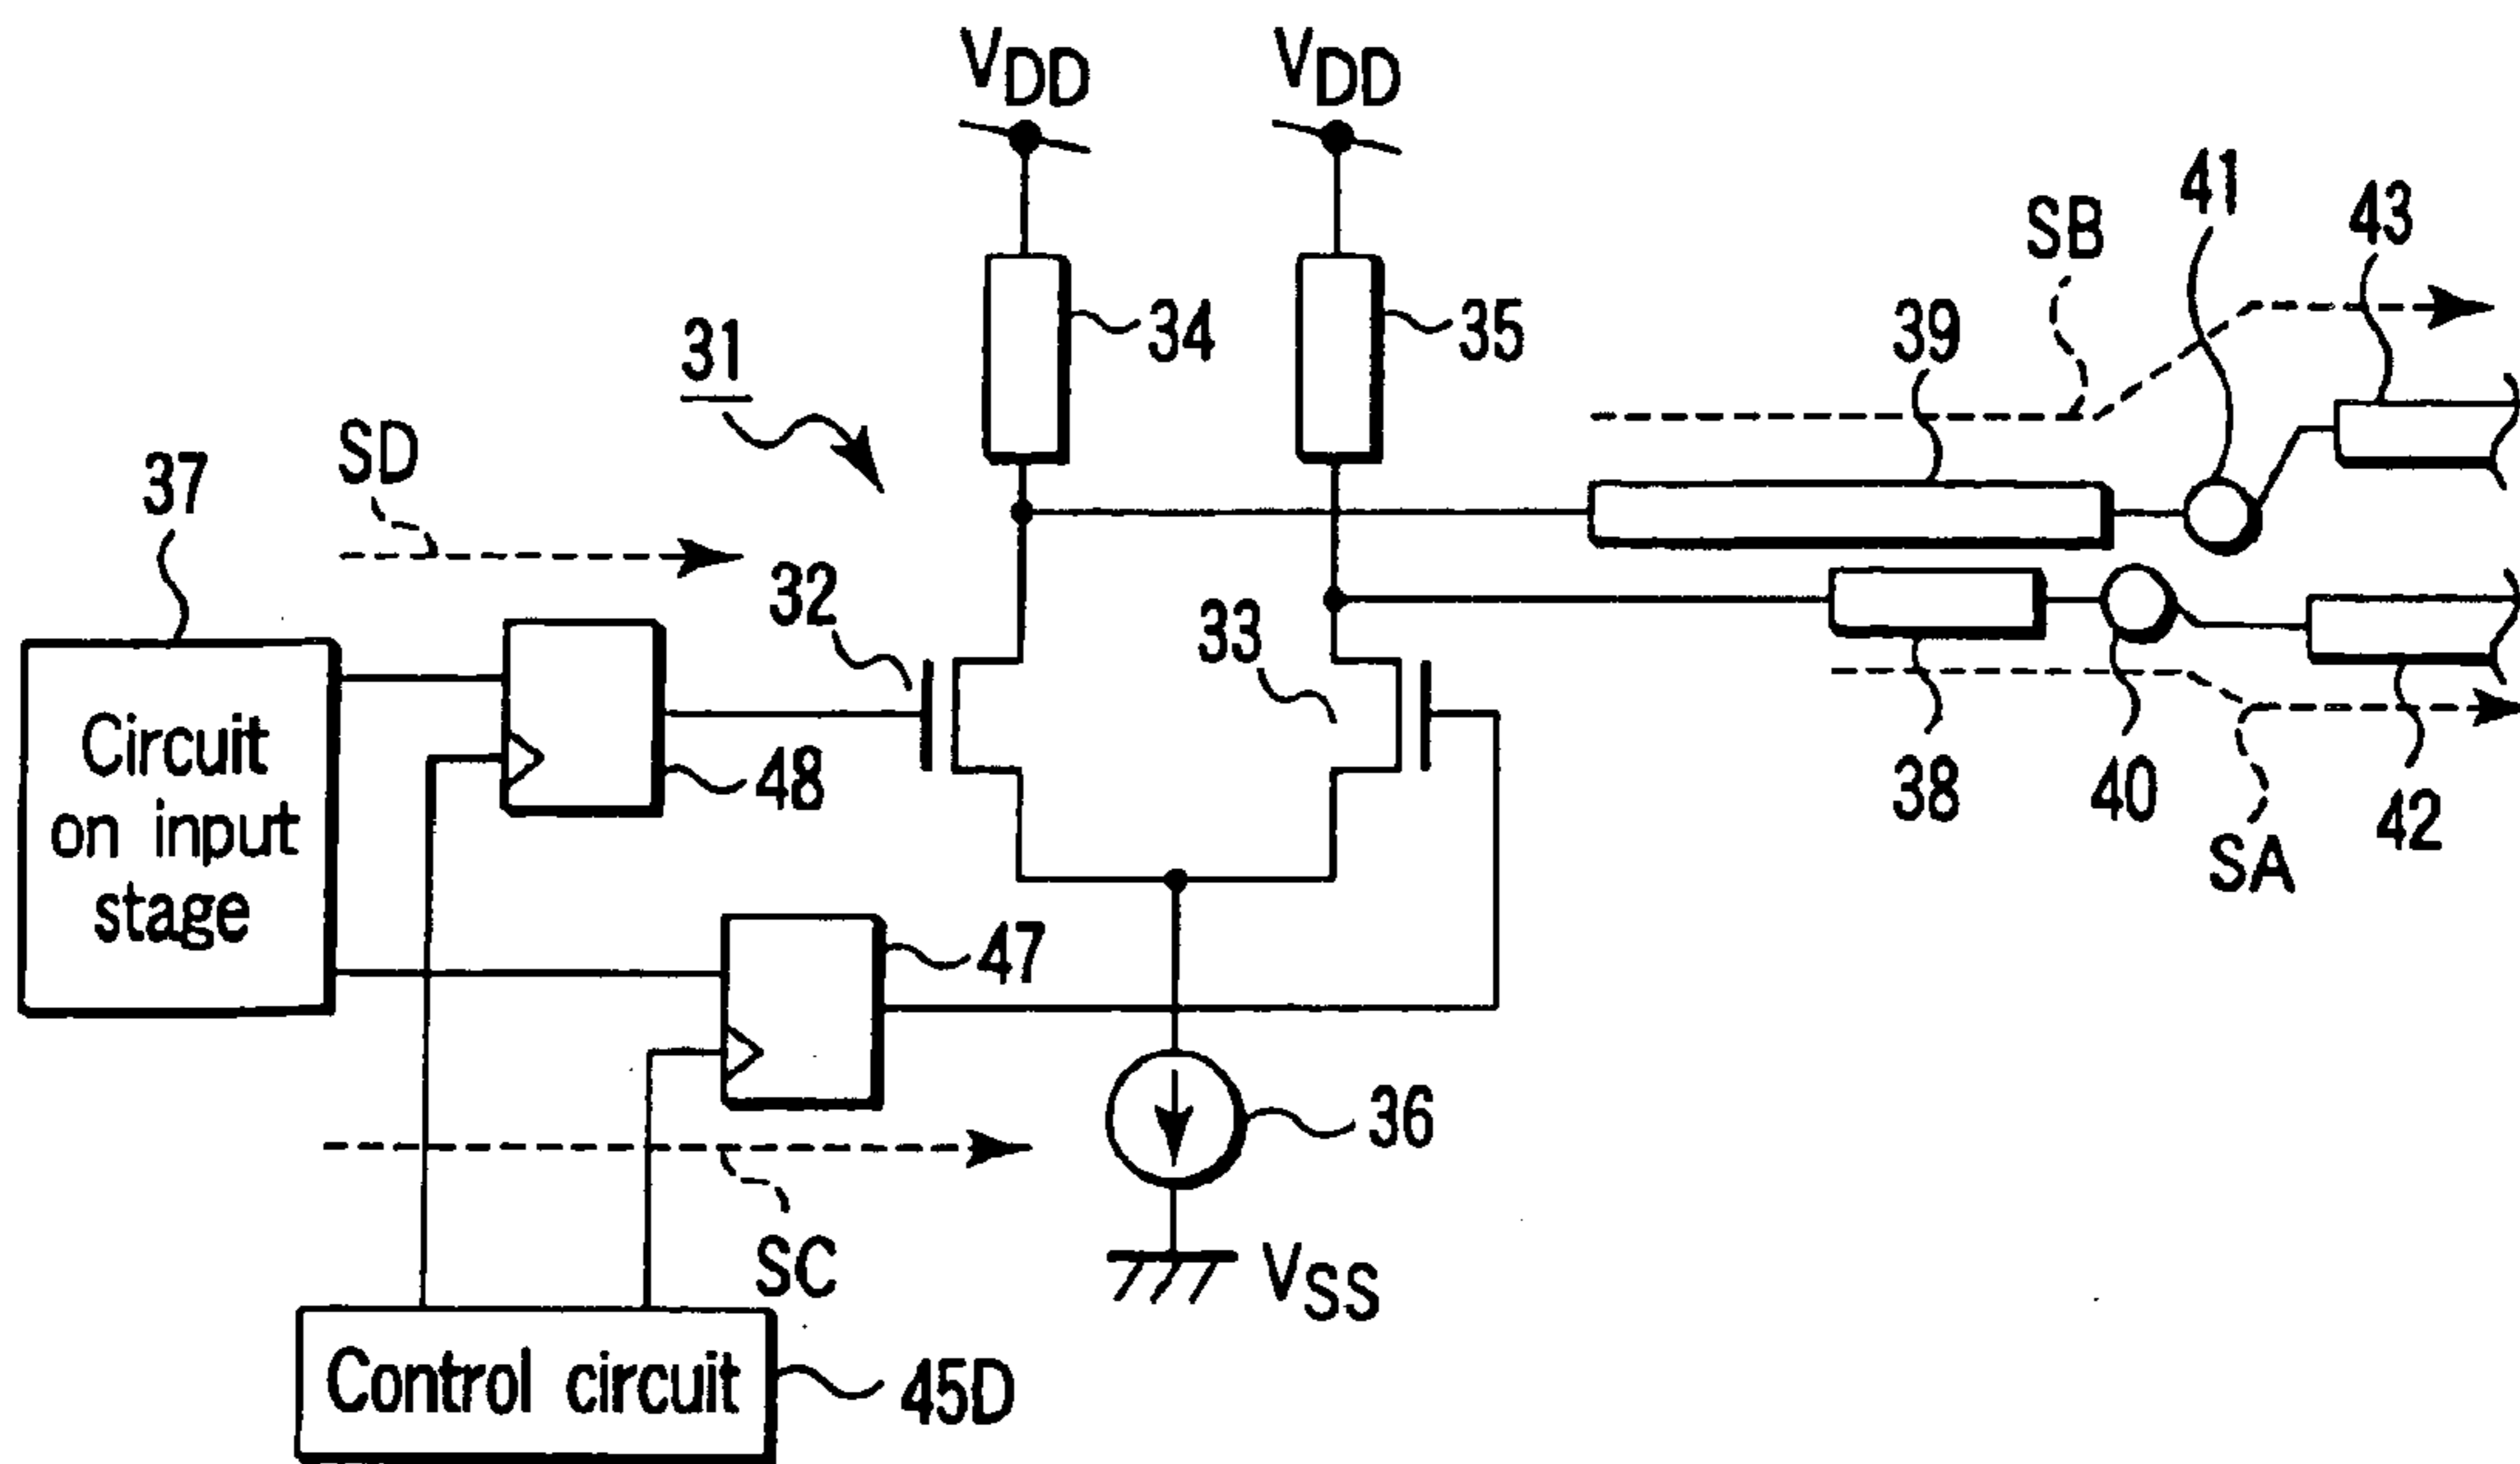 VDD
VDD
41
43
SB
39
34
35
31
SD
37
32
33
48
Circuit
on input
stage
38
40
42
SA
47
36
SC
VSS
Control circuit
45D